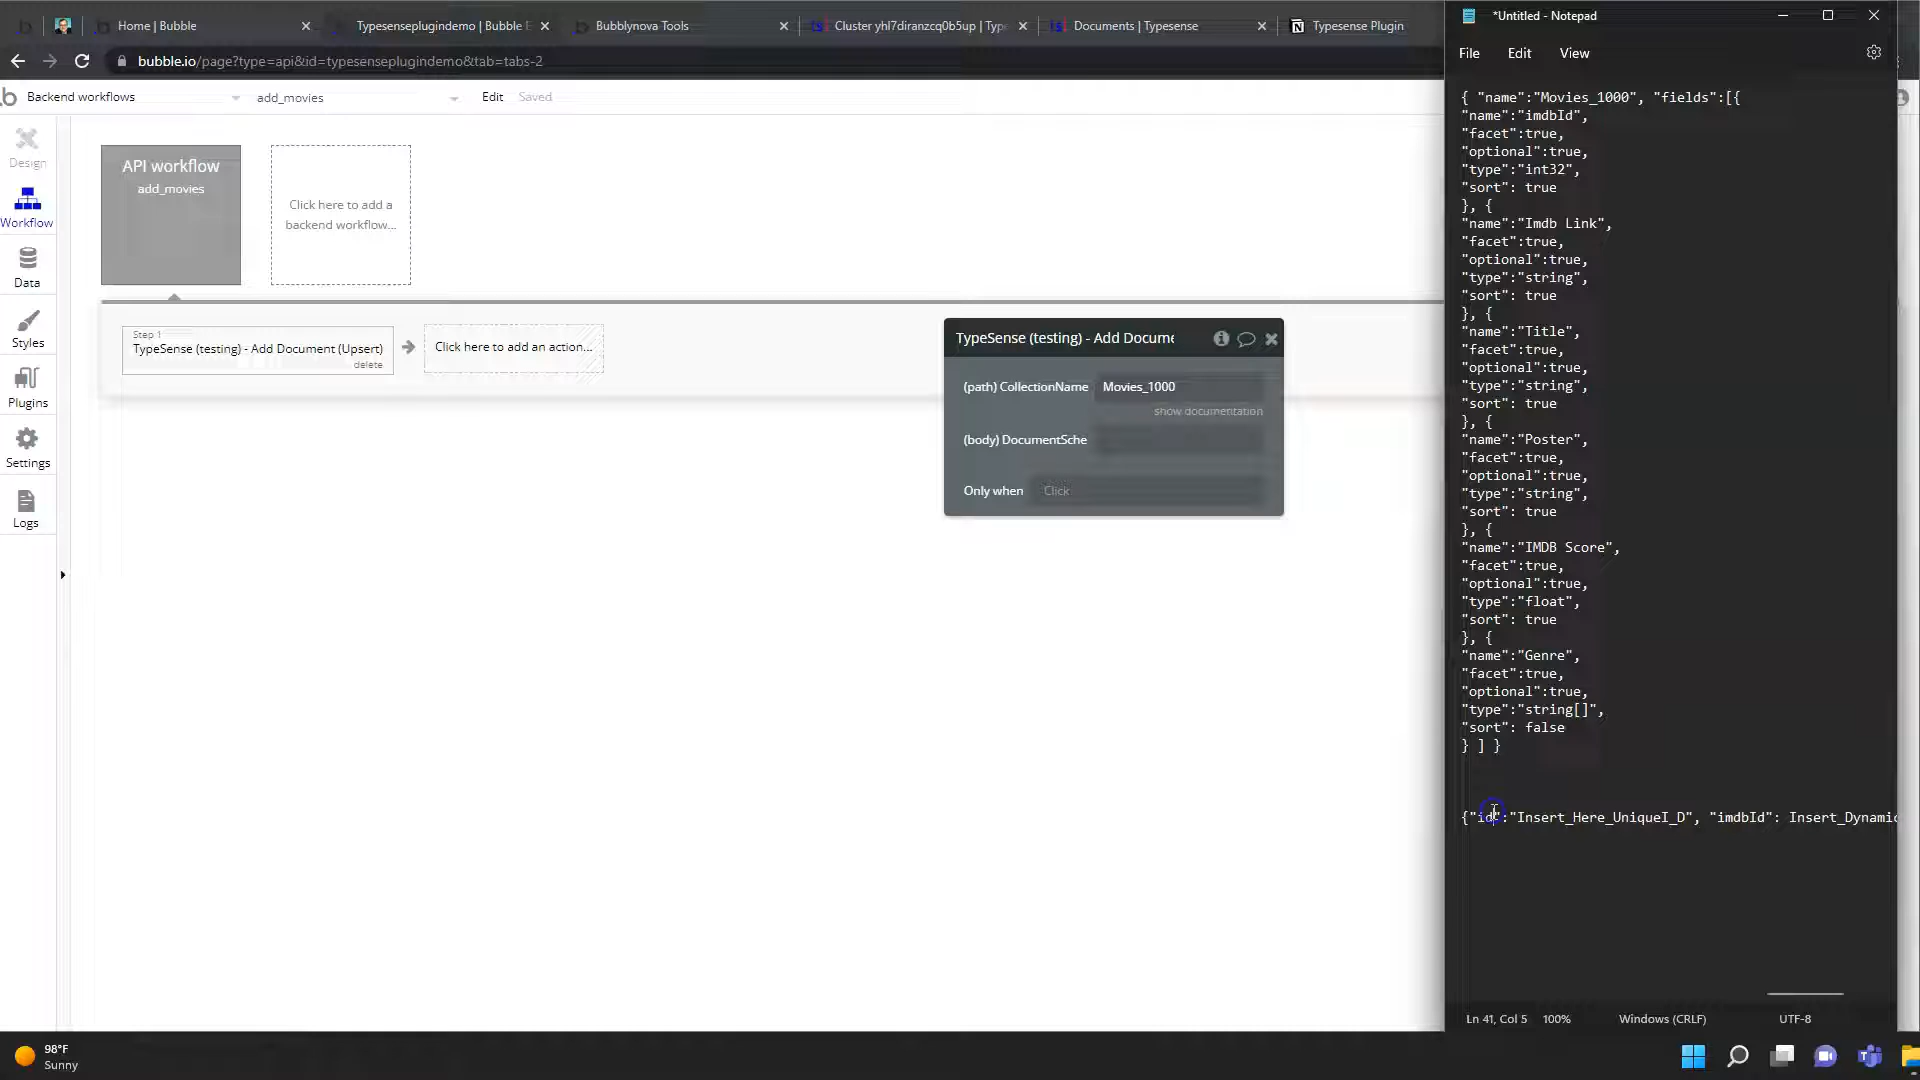 Home | Bubble
Typesenseplugindemo | Bubble E
Bubblynova Tools
Cluster yhl7diranzcq0b5up | Type
Documents | Typesense
Typesense Plugin
bubble.io/page?type=api&id=typesenseplugindemo&tab=tabs-2
Backend workflows
add_movies
Edit
Saved
Design
Workflow
Data
Styles
Plugins
Settings
Logs
API workflow
add_movies
Click here to add a
backend workflow...
Step 1
TypeSense (testing) - Add Document (Upsert)
delete
Click here to add an action...
TypeSense (testing) - Add Docume
(path) CollectionName
Movies_1000
show documentation
(body) DocumentSche
Only when
Click
*Untitled - Notepad
File
Edit
View
{ "name":"Movies_1000", "fields":[{
"name":"imdbId",
"facet":true,
"optional":true,
"type":"int32",
"sort": true
}, {
"name":"Imdb Link",
"facet":true,
"optional":true,
"type":"string",
"sort": true
}, {
"name":"Title",
"facet":true,
"optional":true,
"type":"string",
"sort": true
}, {
"name":"Poster",
"facet":true,
"optional":true,
"type":"string",
"sort": true
}, {
"name":"IMDB Score",
"facet":true,
"optional":true,
"type":"float",
"sort": true
}, {
"name":"Genre",
"facet":true,
"optional":true,
"type":"string[]",
"sort": false
} ] }
{"id":"Insert_Here_UniqueI_D", "imdbId": Insert_Dynamic
Ln 41, Col 5
100%
Windows (CRLF)
UTF-8
98°F
Sunny